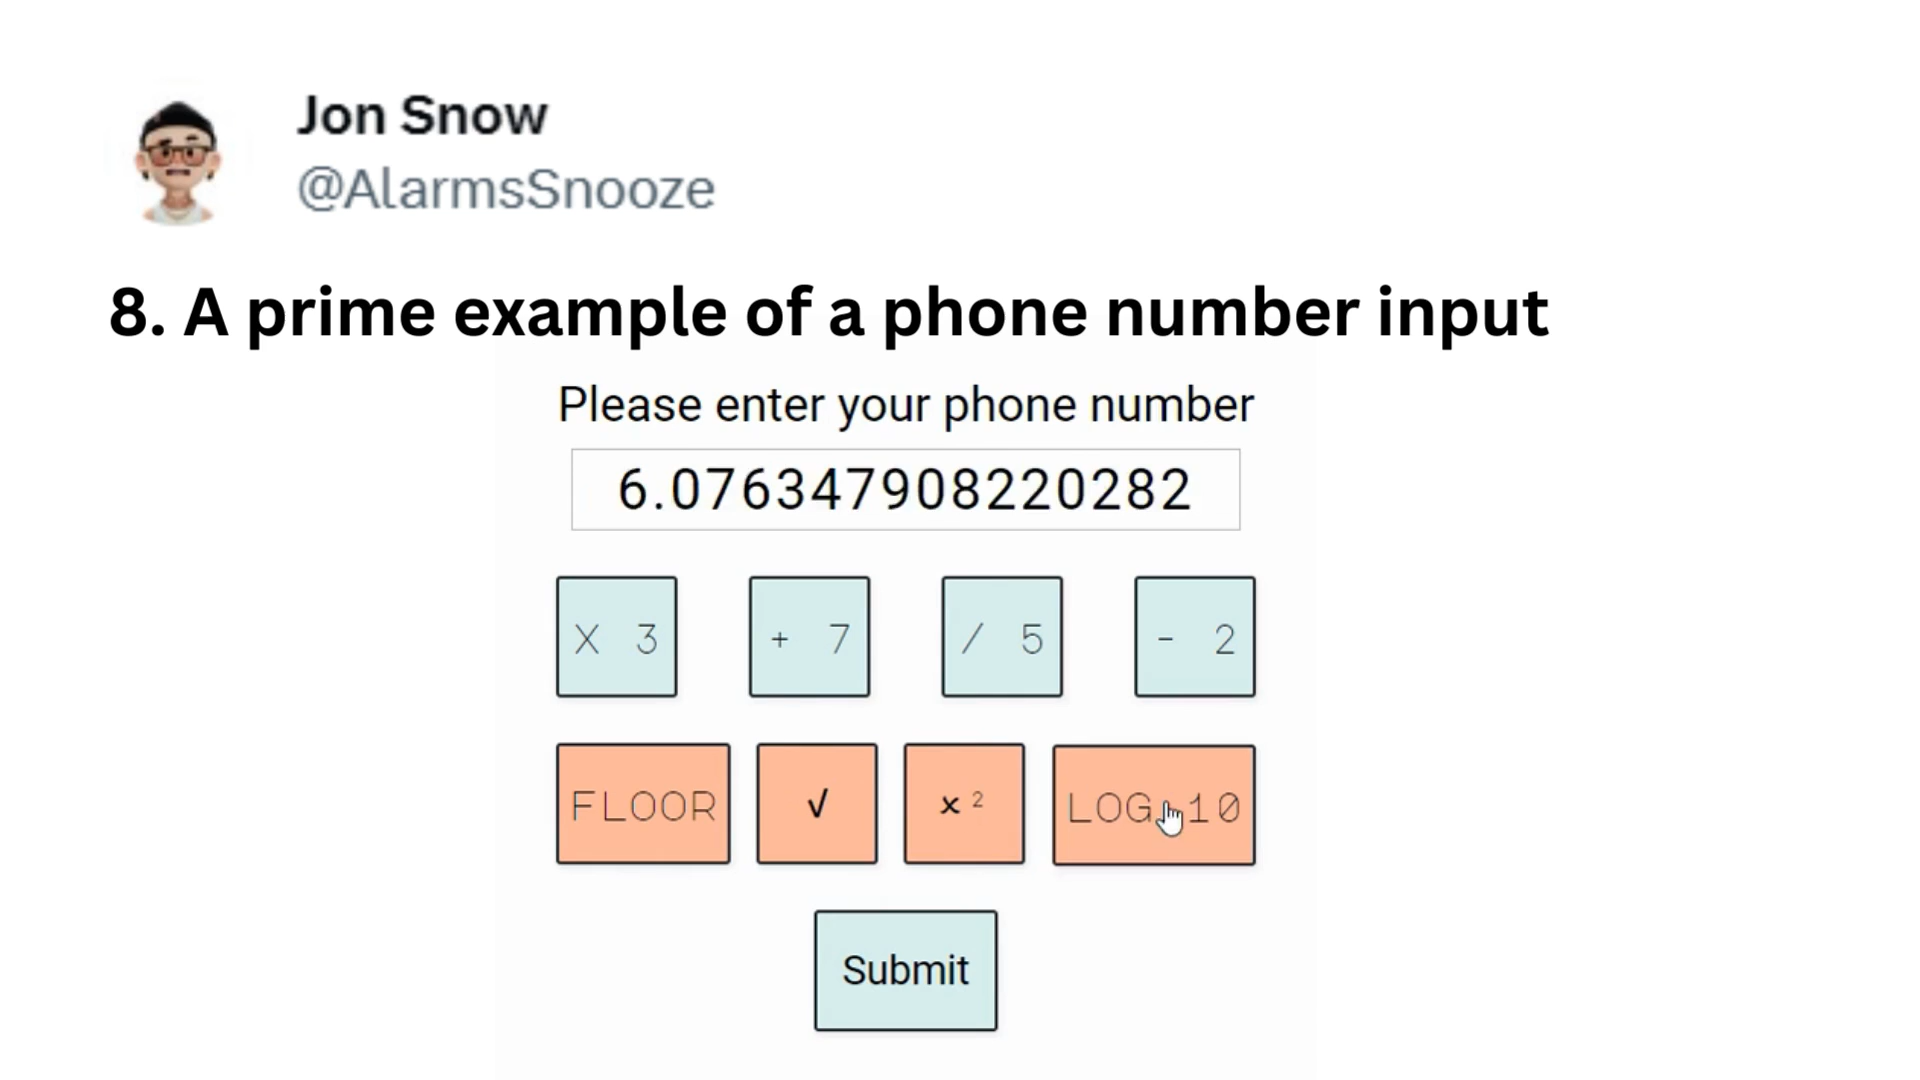 Jon Snow
@AlarmsSnooze
8. A prime example of a phone number input
Please enter your phone number
6.076347908220282
X 3 + 7 / 5 - 2
FLOOR √ x² LOG 10
Submit